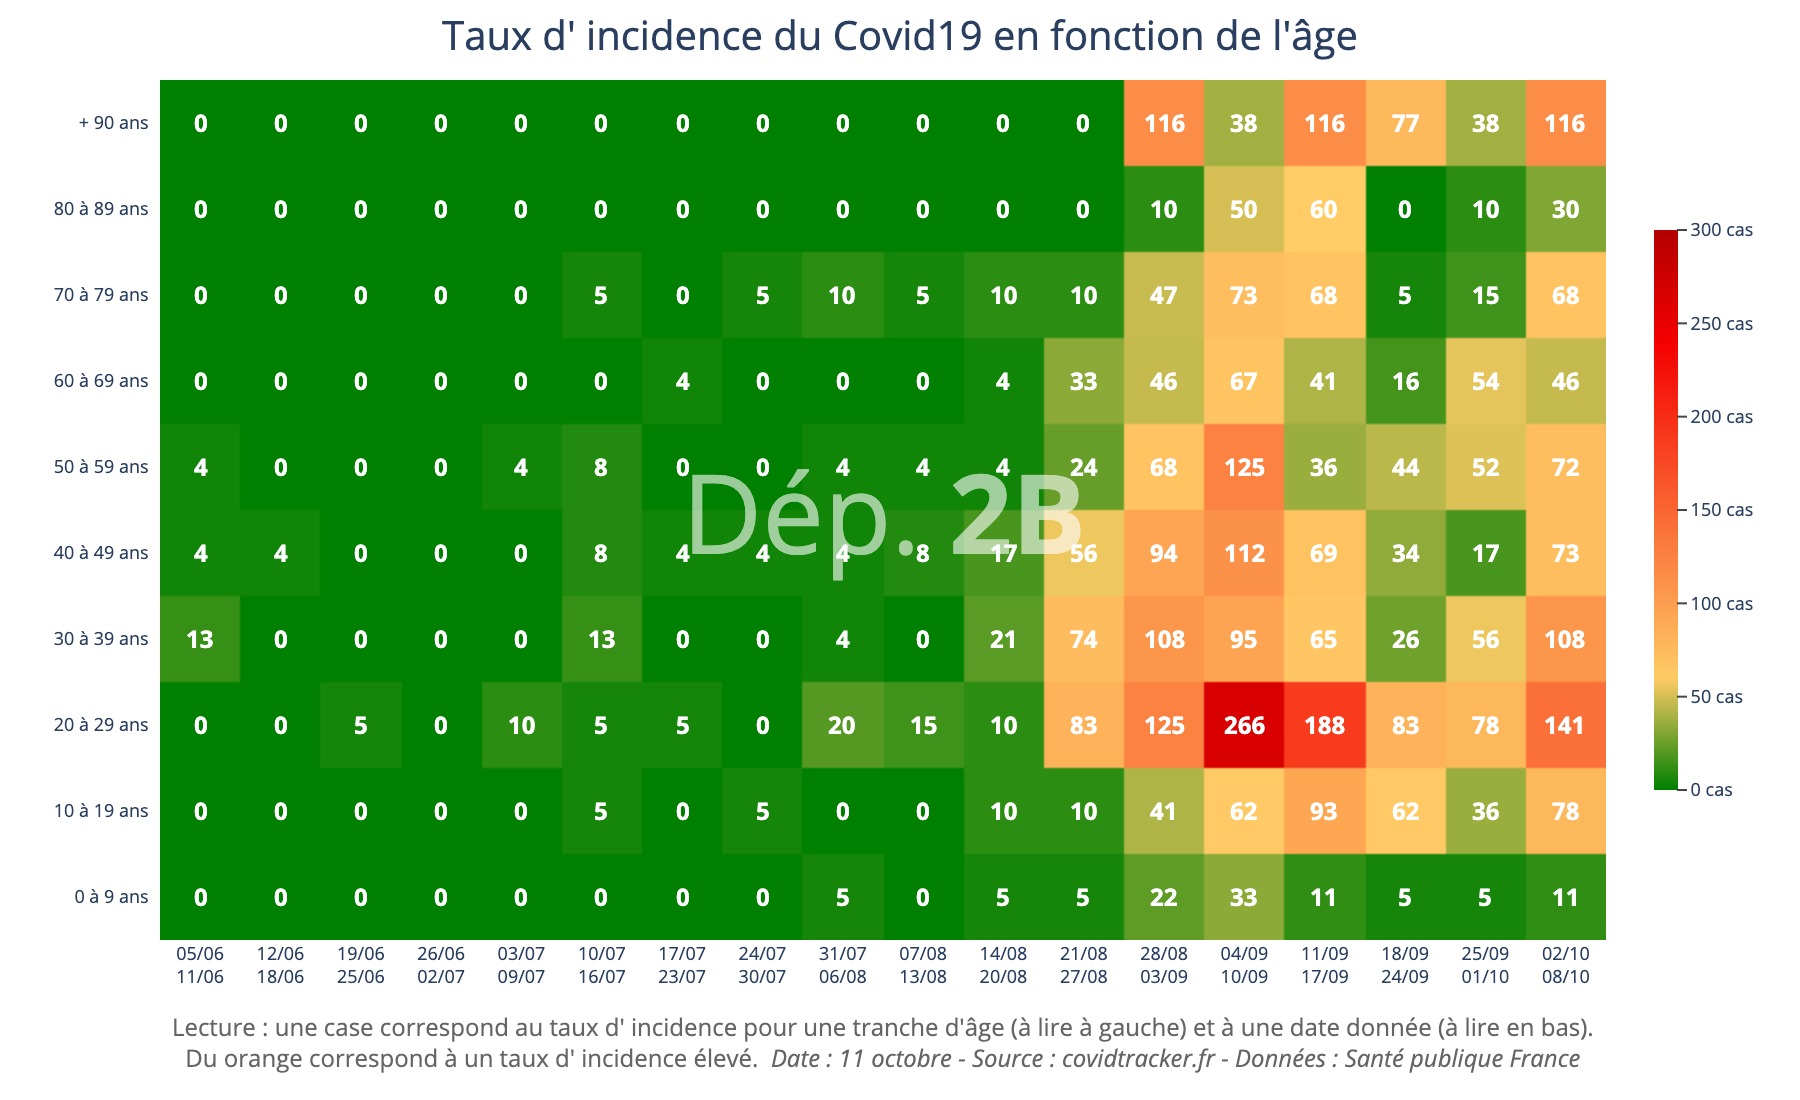 Taux d' incidence du Covid19 en fonction de l'âge
+ 90 ans 0 0 0 0 0 0 0 0 0 0 0 0 116 38 116 77 38 116
80 à 89 ans 0 0 0 0 0 0 0 0 0 0 0 0 10 50 60 0 10 30
70 à 79 ans 0 0 0 0 0 5 0 5 10 5 10 10 47 73 68 5 15 68
60 à 69 ans 0 0 0 0 0 0 4 0 0 0 4 33 46 67 41 16 54 46
50 à 59 ans 4 0 0 0 4 8 0 0 4 4 4 24 68 125 36 44 52 72
Dép. 2B
40 à 49 ans 4 4 0 0 0 8 4 4 4 8 17 56 94 112 69 34 17 73
30 à 39 ans 13 0 0 0 0 13 0 0 4 0 21 74 108 95 65 26 56 108
20 à 29 ans 0 0 5 0 10 5 5 0 20 15 10 83 125 266 188 83 78 141
10 à 19 ans 0 0 0 0 0 5 0 5 0 0 10 10 41 62 93 62 36 78
0 à 9 ans 0 0 0 0 0 0 0 0 5 0 5 5 22 33 11 5 5 11
05/06 12/06 19/06 26/06 03/07 10/07 17/07 24/07 31/07 07/08 14/08 21/08 28/08 04/09 11/09 18/09 25/09 02/10
11/06 18/06 25/06 02/07 09/07 16/07 23/07 30/07 06/08 13/08 20/08 27/08 03/09 10/09 17/09 24/09 01/10 08/10
300 cas
250 cas
200 cas
150 cas
100 cas
50 cas
0 cas
Lecture : une case correspond au taux d' incidence pour une tranche d'âge (à lire à gauche) et à une date donnée (à lire en bas).
Du orange correspond à un taux d' incidence élevé. Date : 11 octobre - Source : covidtracker.fr - Données : Santé publique France